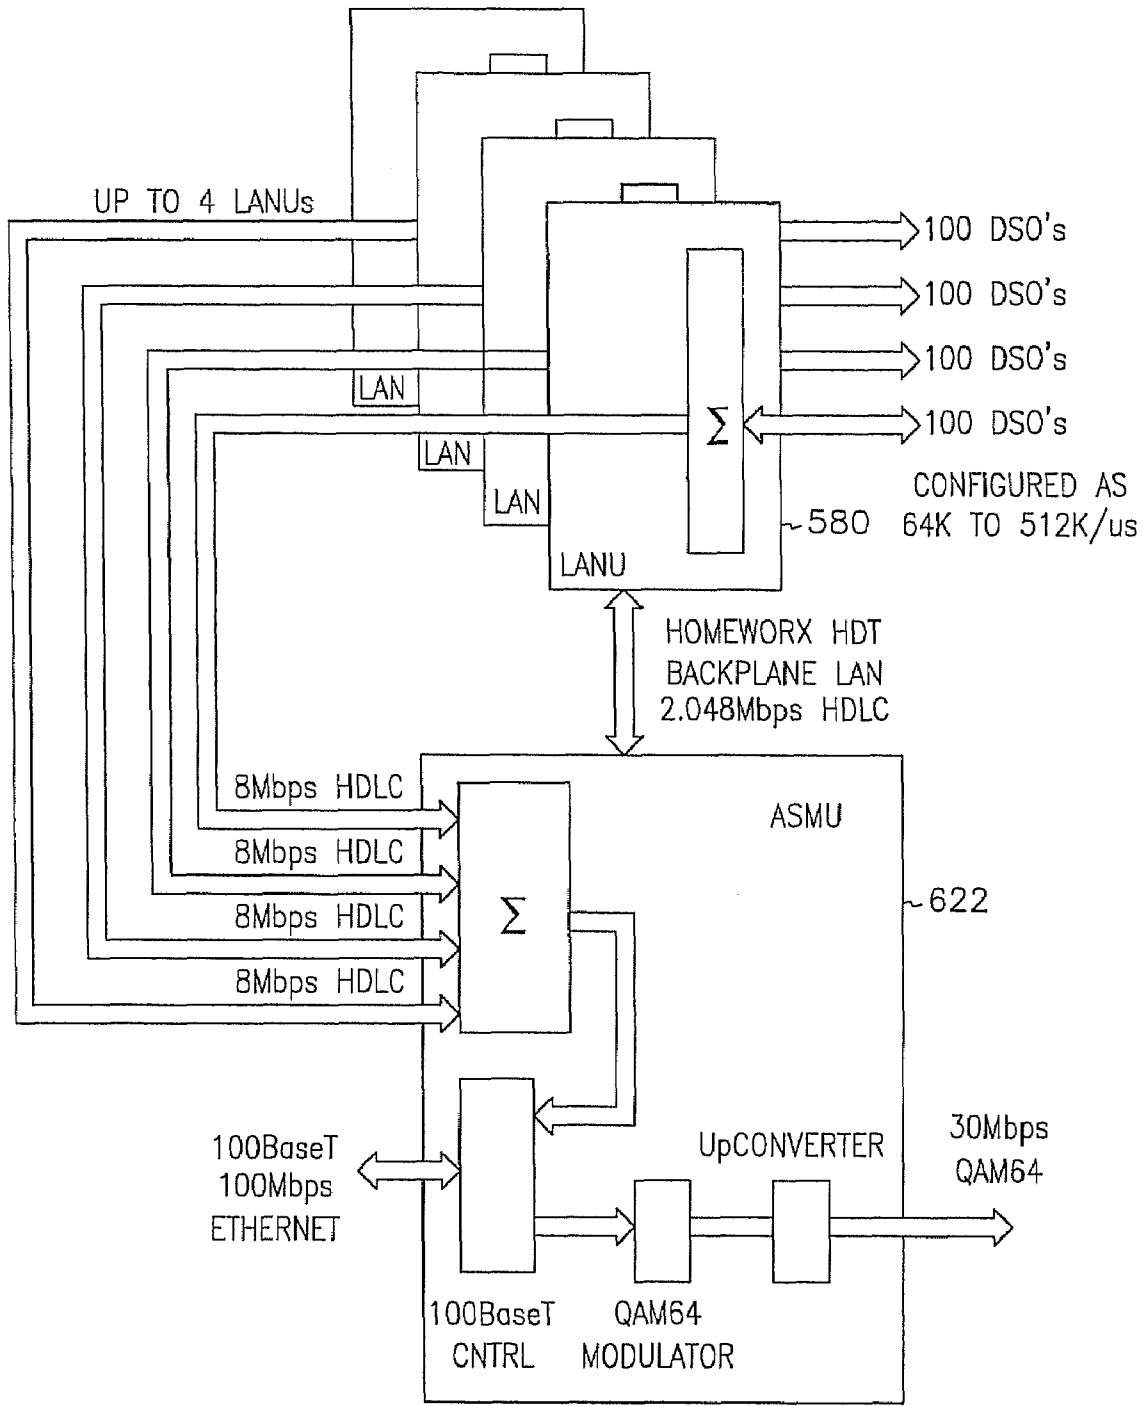 UP TO 4 LANUs
100 DSO's
100 DSO's
100 DSO's
100 DSO's
LAN
LAN
LAN
LANU
Σ
580
CONFIGURED AS
64K TO 512K/us
HOMEWORX HDT
BACKPLANE LAN
2.048Mbps HDLC
8Mbps HDLC
8Mbps HDLC
8Mbps HDLC
8Mbps HDLC
Σ
ASMU
622
100BaseT
100Mbps
ETHERNET
UpCONVERTER
30Mbps
QAM64
100BaseT
CNTRL
QAM64
MODULATOR